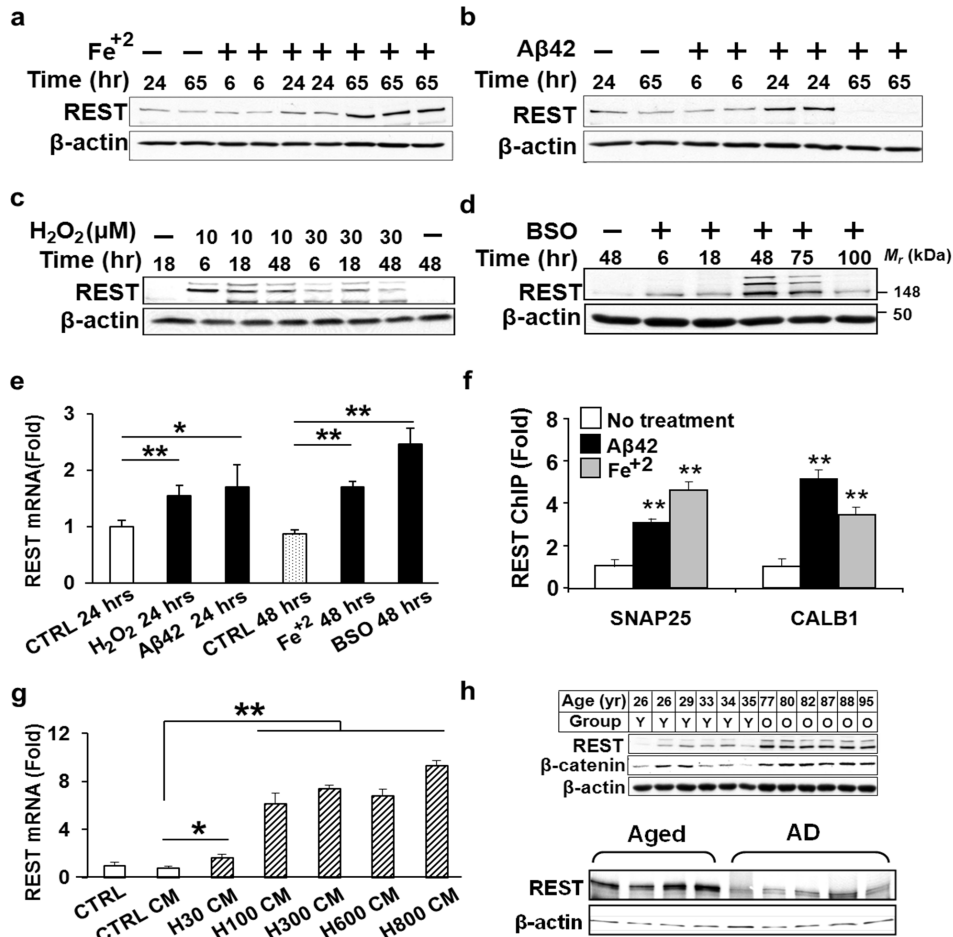 a
Fe+2 – – + + + + + + +
Time (hr) 24 65 6 6 24 24 65 65 65
REST
β-actin
b
Aβ42 – – + + + + + +
Time (hr) 24 65 6 6 24 24 65 65
REST
β-actin
c
H2O2(μM) – 10 10 10 30 30 30 –
Time (hr) 18 6 18 48 6 18 48 48
REST
β-actin
d
BSO – + + + + +
Time (hr) 48 6 18 48 75 100 Mr (kDa)
REST 148
β-actin 50
e
REST mRNA(Fold)
3
2
1
0
* ** ** **
CTRL 24 hrs
H2O2 24 hrs
Aβ42 24 hrs
CTRL 48 hrs
Fe+2 48 hrs
BSO 48 hrs
f
REST ChIP (Fold)
8
6
4
2
0
No treatment
Aβ42
Fe+2
** ** ** **
SNAP25 CALB1
g
REST mRNA (Fold)
12
8
4
0
**
*
CTRL
CTRL CM
H30 CM
H100 CM
H300 CM
H600 CM
H800 CM
h
Age (yr) 26 26 29 33 34 35 77 80 82 87 88 95
Group Y Y Y Y Y Y O O O O O O
REST
β-catenin
β-actin
Aged AD
REST
β-actin